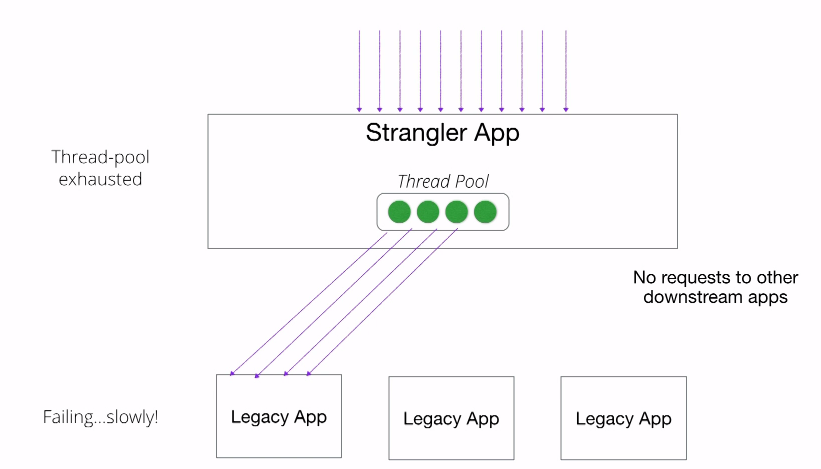 Strangler App
Thread-pool
exhausted
Thread Pool
No requests to other
downstream apps
Failing...slowly!
Legacy App
Legacy App
Legacy App